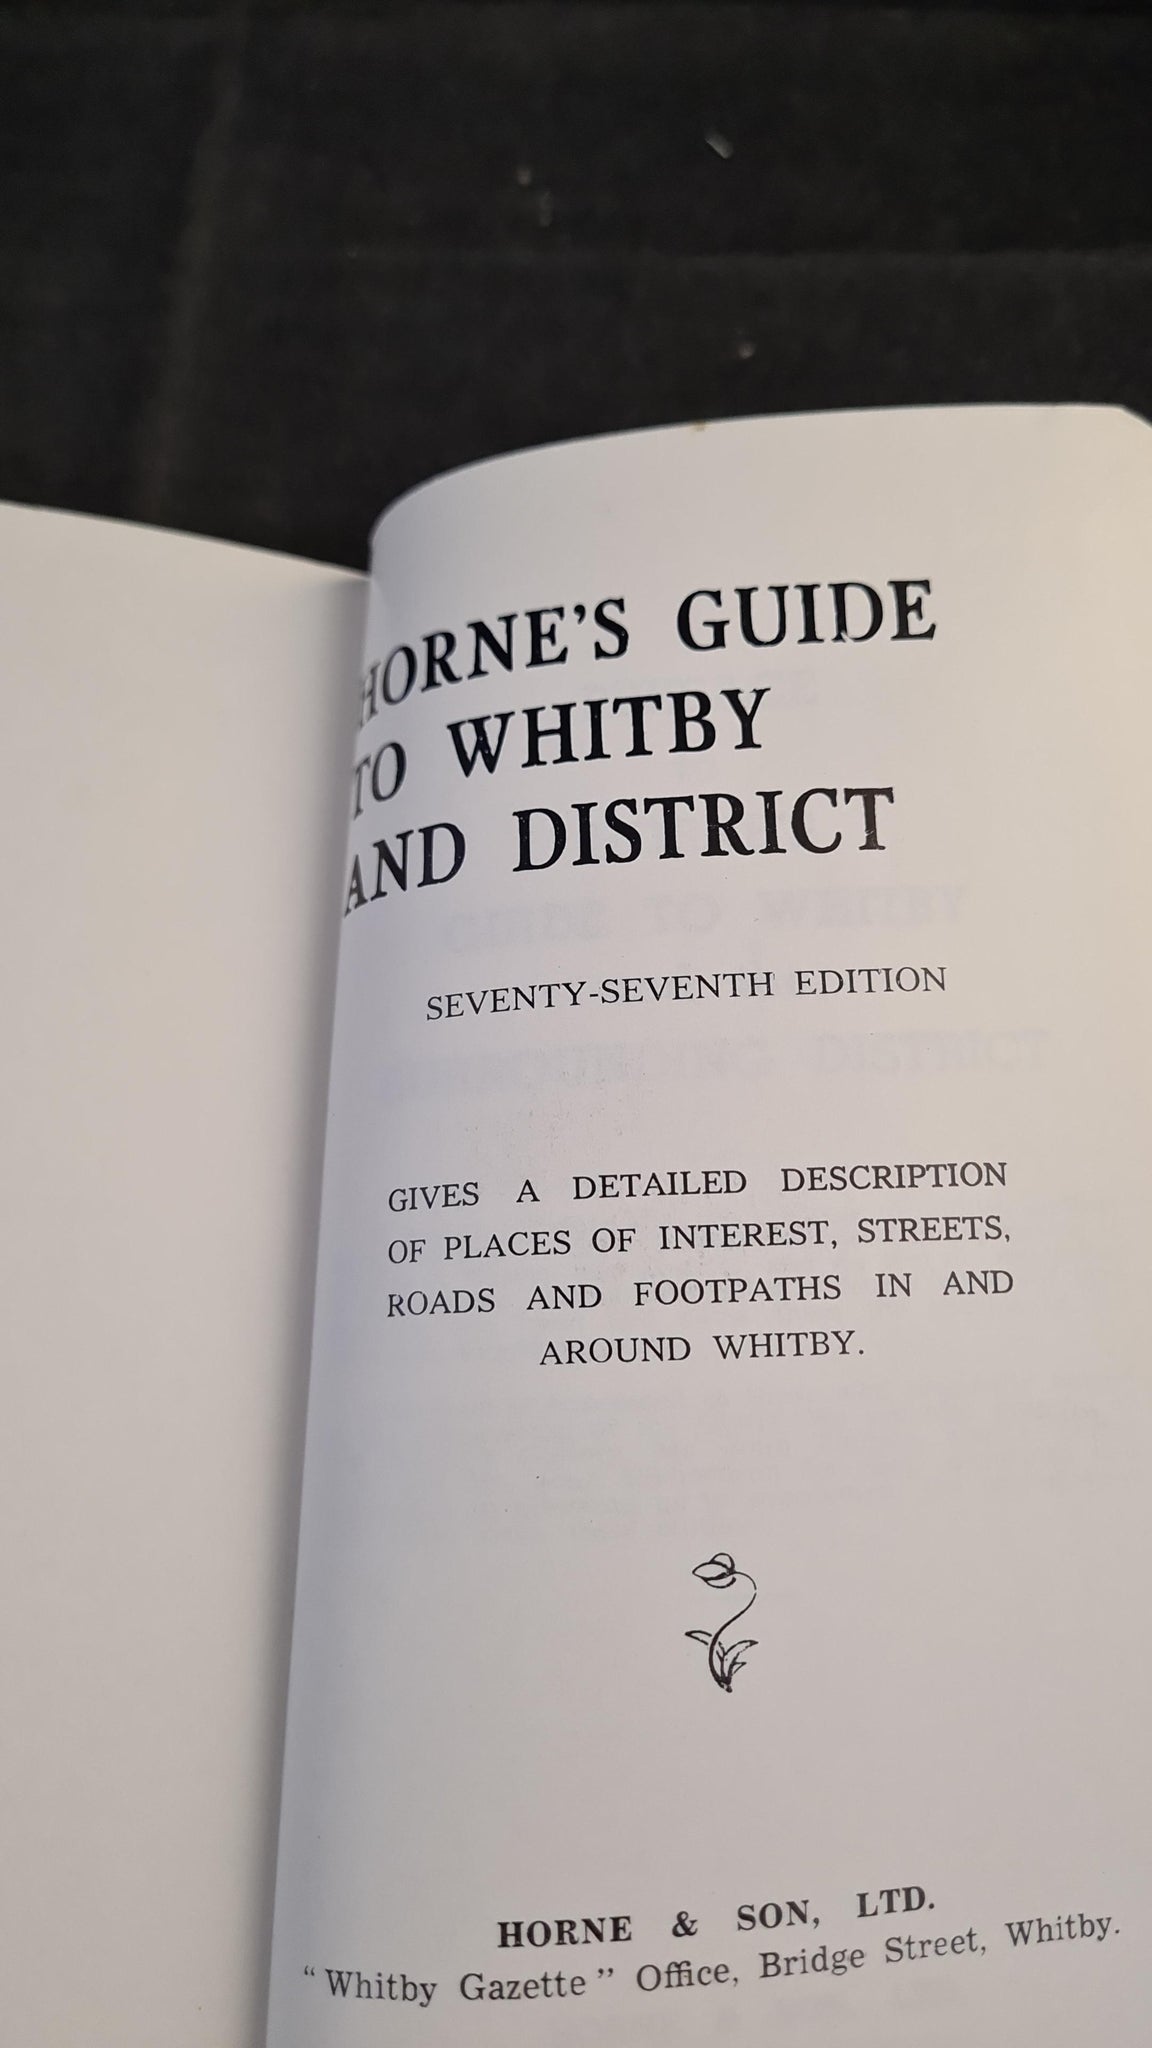 HORNE'S GUIDE
TO WHITBY
AND DISTRICT
SEVENTY-SEVENTH EDITION
GIVES A DETAILED DESCRIPTION
OF PLACES OF INTEREST, STREETS,
ROADS AND FOOTPATHS IN AND
AROUND WHITBY.
HORNE & SON, LTD.
"Whitby Gazette" Office, Bridge Street, Whitby.